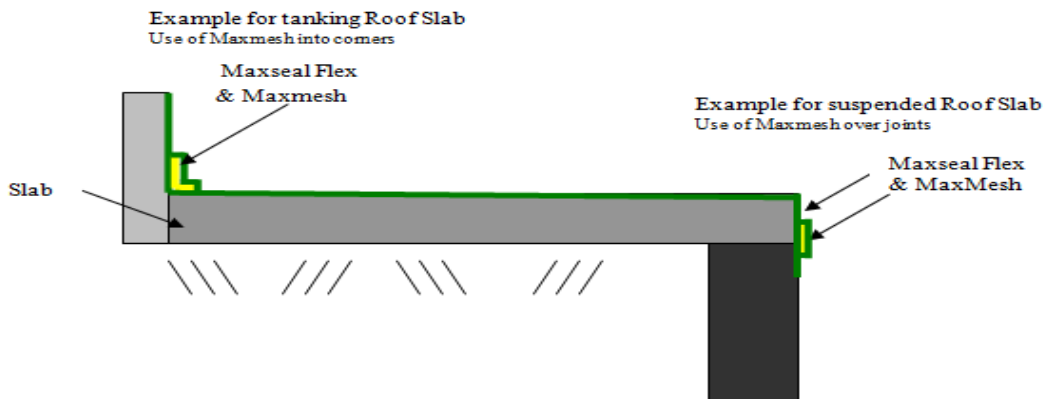 Example for tanking Roof Slab
Use of Maxmesh into corners
Maxseal Flex
& Maxmesh
Example for suspended Roof Slab
Use of Maxmesh over joints
Maxseal Flex
& MaxMesh
Slab